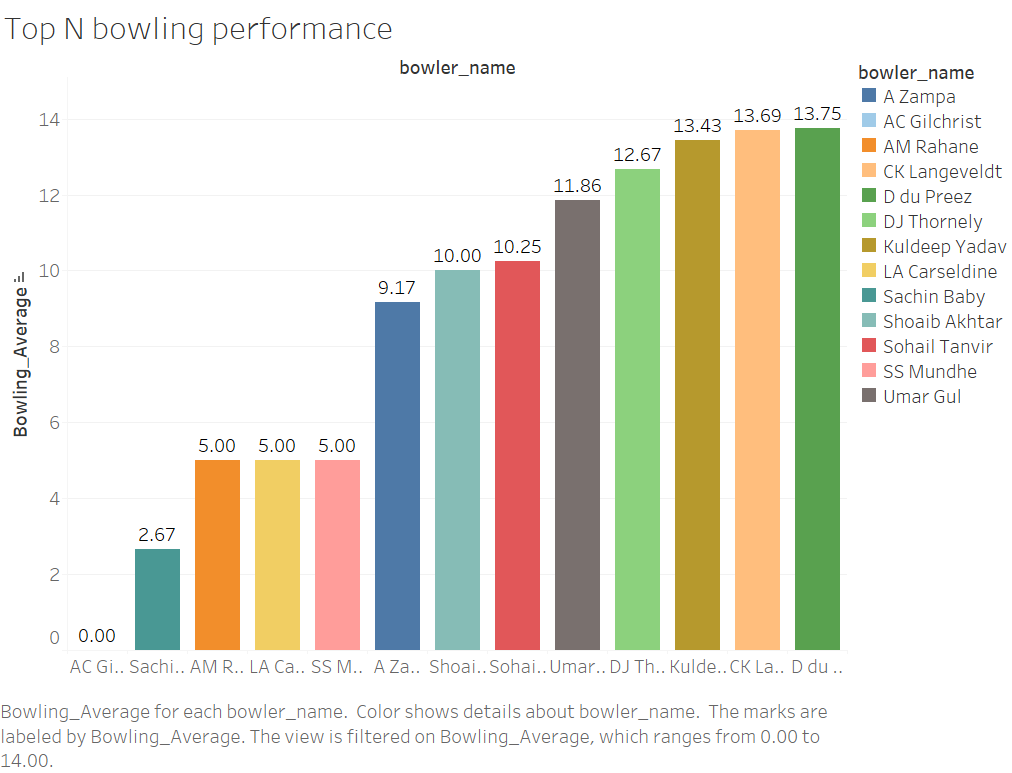 Top N bowling performance
bowler_name
Bowling_Average
14
12
10
8
6
4
2
0
0.00
2.67
5.00
5.00
5.00
9.17
10.00
10.25
11.86
12.67
13.43
13.69
13.75
AC Gi..
Sachi..
AM R..
LA Ca..
SS M..
A Za..
Shoai..
Sohai..
Umar..
DJ Th..
Kulde..
CK La..
D du ..
bowler_name
A Zampa
AC Gilchrist
AM Rahane
CK Langeveldt
D du Preez
DJ Thornely
Kuldeep Yadav
LA Carseldine
Sachin Baby
Shoaib Akhtar
Sohail Tanvir
SS Mundhe
Umar Gul
Bowling_Average for each bowler_name.  Color shows details about bowler_name.  The marks are
labeled by Bowling_Average. The view is filtered on Bowling_Average, which ranges from 0.00 to
14.00.